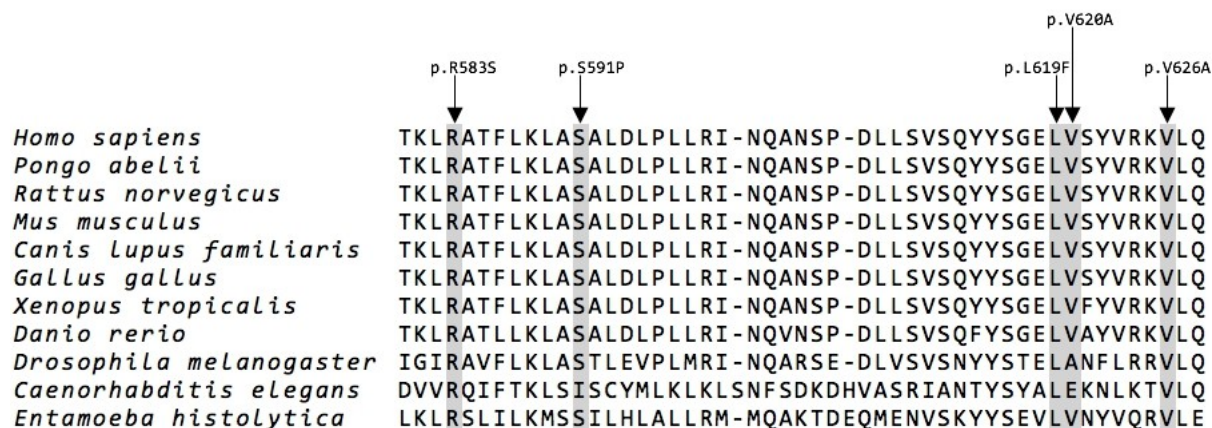 p.V620A
p.R583S p.S591P p.L619F p.V626A
Homo sapiens TKLRATFLKLASALDLPLLRI-NQANSP-DLLSVSQYYSGELVSYVRKVLQ
Pongo abelii TKLRATFLKLASALDLPLLRI-NQANSP-DLLSVSQYYSGELVSYVRKVLQ
Rattus norvegicus TKLRATFLKLASALDLPLLRI-NQANSP-DLLSVSQYYSGELVSYVRKVLQ
Mus musculus TKLRATFLKLASALDLPLLRI-NQANSP-DLLSVSQYYSGELVSYVRKVLQ
Canis lupus familiaris TKLRATFLKLASALDLPLLRI-NQANSP-DLLSVSQYYSGELVSYVRKVLQ
Gallus gallus TKLRATFLKLASALDLPLLRI-NQANSP-DLLSVSQYYSGELVSYVRKVLQ
Xenopus tropicalis TKLRATFLKLASALDLPLLRI-NQANSP-DLLSVSQYYSGELVFYVRKVLQ
Danio rerio TKLRATLLKLASALDLPLLRI-NQVNSP-DLLSVSQFYSGELVAYVRKVLQ
Drosophila melanogaster IGIRAVFLKLASTLEVPLMRI-NQARSE-DLVSVSNYYSTELANFLRRVLQ
Caenorhabditis elegans DVVRQIFTKLSISCYMLKLKLSNFSDKDHVASRIANTYSYALEKNLKTVLQ
Entamoeba histolytica LKLRSLILKMSSILHLALLRM-MQAKTDEQMENVSKYYSEVLVNYVQRVLE